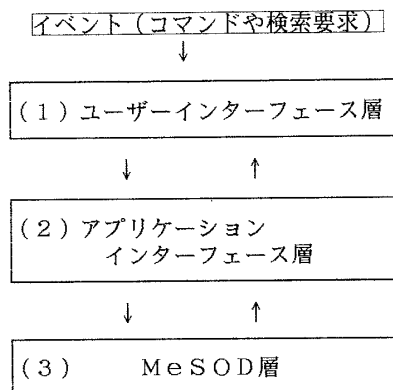 イベント（コマンドや検索要求）
↓
（１）ユーザーインターフェース層
↓ ↑
（２）アプリケーション
インターフェース層
↓ ↑
（３） ＭｅＳＯＤ層